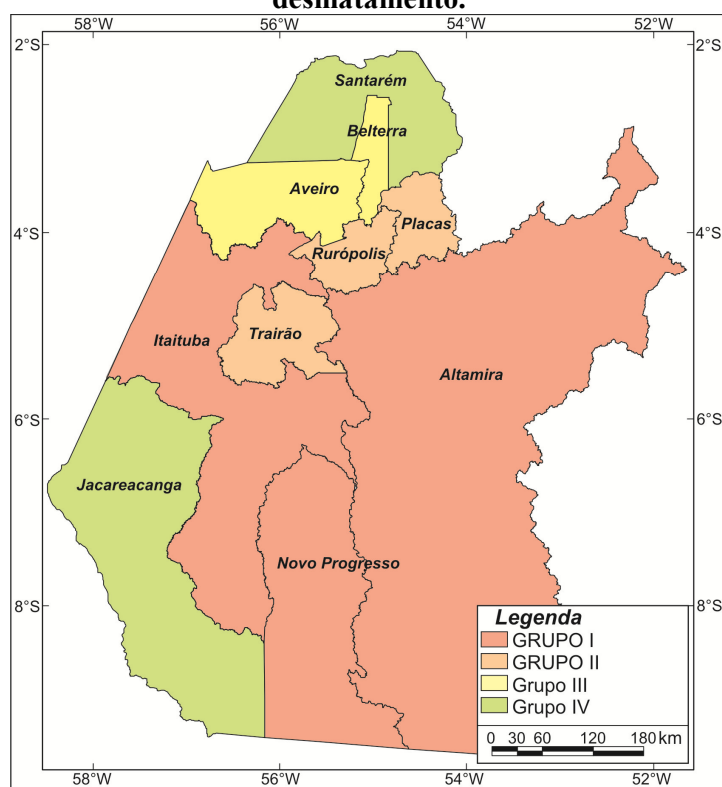 desmatamento.
58°W 56°W 54°W 52°W
2°S 2°S
Santarém
Belterra
Aveiro
Placas
4°S 4°S
Rurópolis
Trairão
Itaituba
Altamira
6°S 6°S
Jacareacanga
Novo Progresso
8°S 8°S
Legenda
GRUPO I
GRUPO II
Grupo III
Grupo IV
0 30 60 120 180 km
58°W 56°W 54°W 52°W